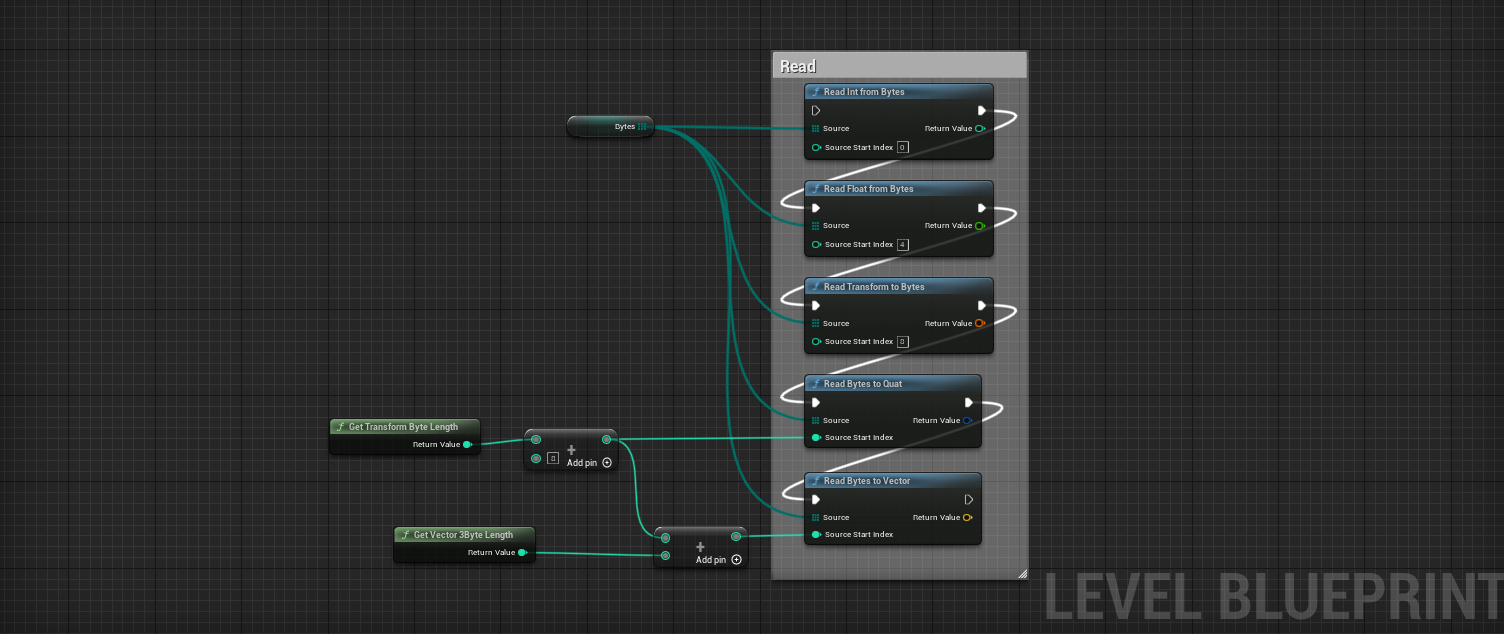 Read
Read Int from Bytes
Bytes
Source
Return Value
Source Start Index 0
Read Float from Bytes
Source
Return Value
Source Start Index 4
Read Transform to Bytes
Source
Return Value
Source Start Index 0
Read Bytes to Quat
Source
Return Value
Source Start Index
Get Transform Byte Length
Return Value
0
Add pin
Read Bytes to Vector
Source
Return Value
Source Start Index
Get Vector 3Byte Length
Return Value
Add pin
LEVEL BLUEPRINT